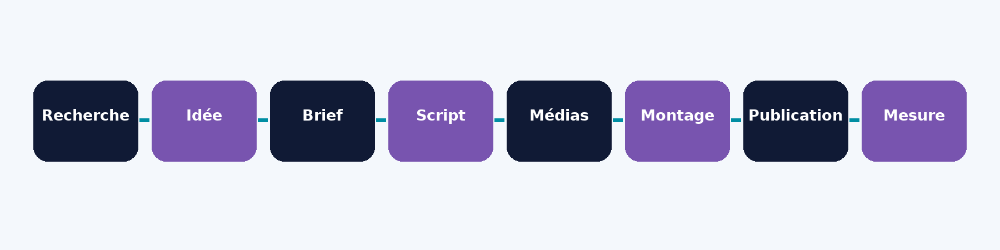 Recherche
Idée
Brief
Script
Médias
Montage
Publication
Mesure